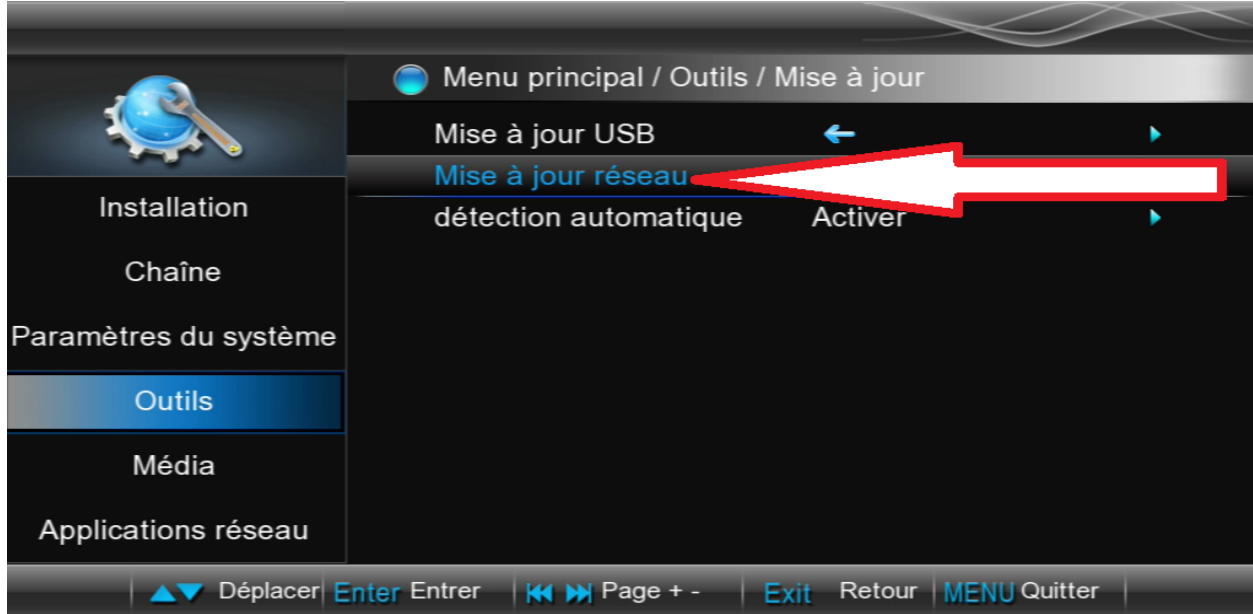 Menu principal / Outils / Mise à jour
Mise à jour USB
Mise à jour réseau
détection automatique Activer
Installation
Chaîne
Paramètres du système
Outils
Média
Applications réseau
Déplacer Enter Entrer Page + - Exit Retour MENU Quitter